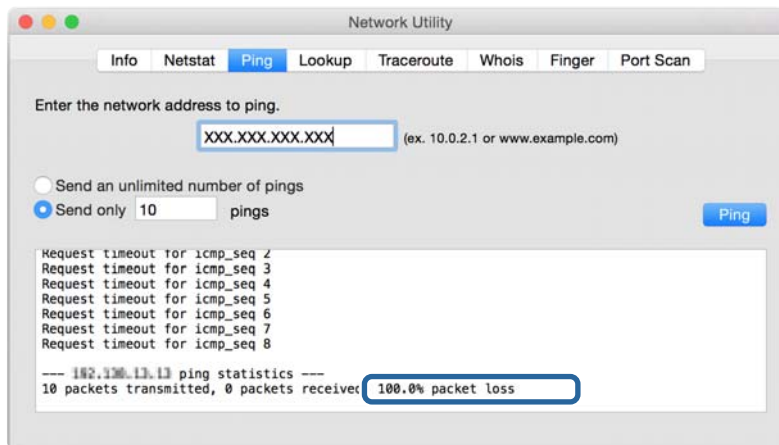 Network Utility
Info Netstat Ping Lookup Traceroute Whois Finger Port Scan
Enter the network address to ping.
XXX.XXX.XXX.XXX (ex. 10.0.2.1 or www.example.com)
Send an unlimited number of pings
Send only 10 pings
Ping
Request timeout for icmp_seq 2
Request timeout for icmp_seq 3
Request timeout for icmp_seq 4
Request timeout for icmp_seq 5
Request timeout for icmp_seq 6
Request timeout for icmp_seq 7
Request timeout for icmp_seq 8
--- ping statistics ---
10 packets transmitted, 0 packets received 100.0% packet loss